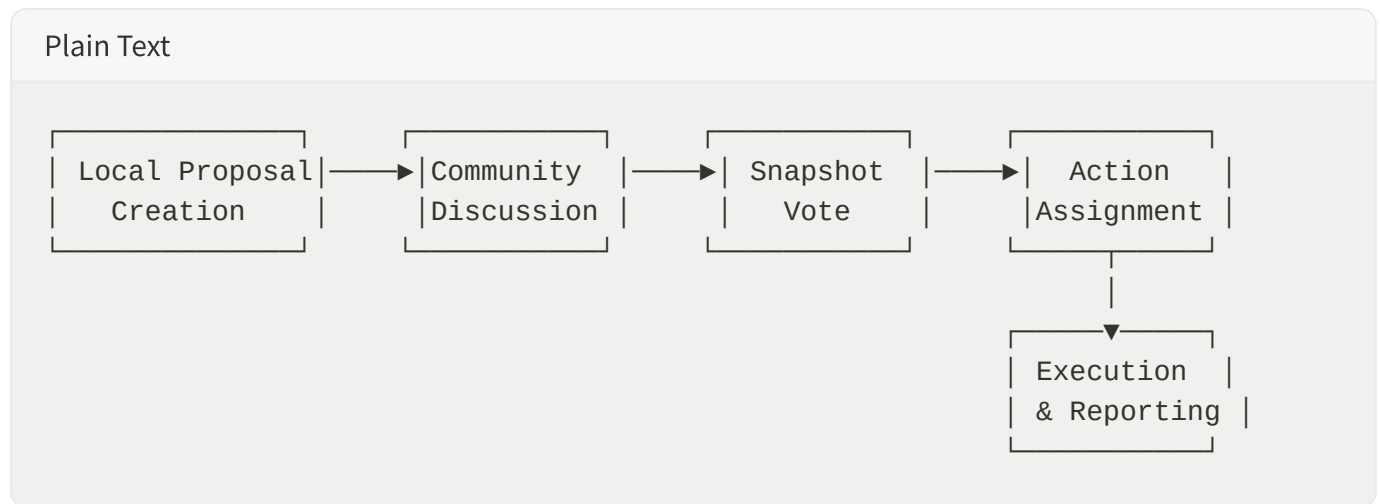 Plain Text
Local Proposal Community Snapshot Action
Creation Discussion Vote Assignment
Execution
& Reporting